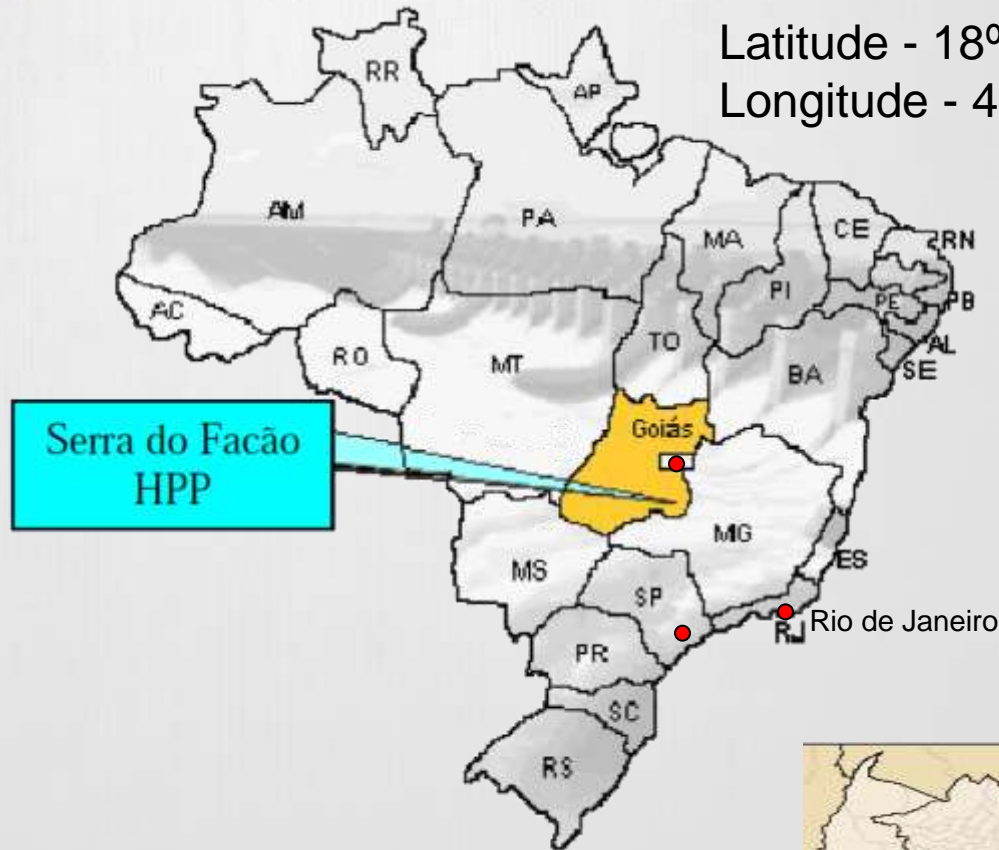 Latitude - 18º
Longitude - 4
RR
AP
AM
PA
MA
CE
RN
PI
PE
PB
AC
AL
TO
SE
RO
MT
BA
Serra do Facão
HPP
Goiás
MG
ES
MS
SP
Rio de Janeiro
RJ
PR
SC
RS